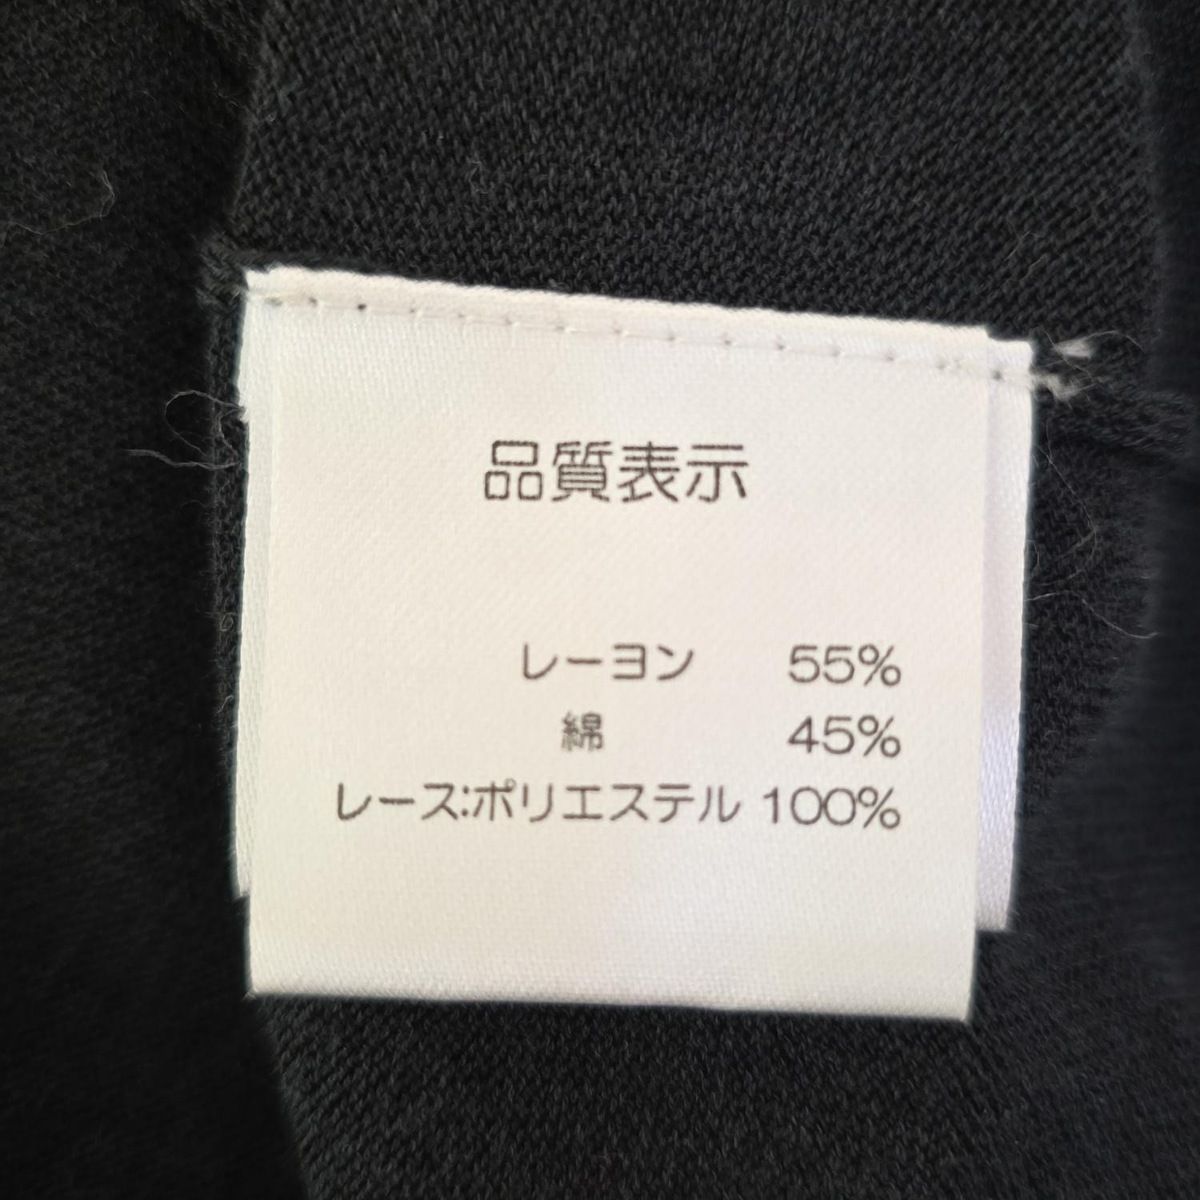 品質表示
レーヨン 55%
綿 45%
レース:ポリエステル 100%